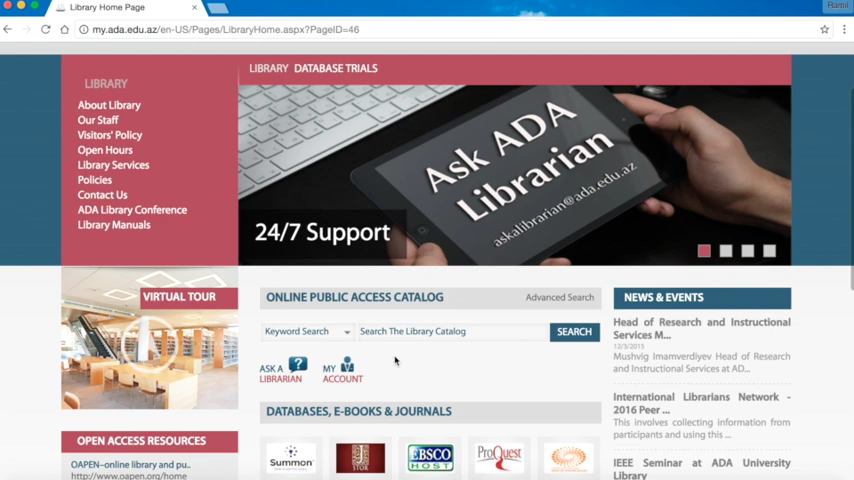 Library Home Page
Ramil
my.ada.edu.az/en-US/Pages/LibraryHome.aspx?PageID=46
LIBRARY
About Library
Our Staff
Visitors' Policy
Open Hours
Library Services
Policies
Contact Us
ADA Library Conference
Library Manuals
LIBRARY DATABASE TRIALS
Ask ADA
Librarian
askalibrarian@ada.edu.az
24/7 Support
VIRTUAL TOUR
ONLINE PUBLIC ACCESS CATALOG
Advanced Search
Keyword Search
Search The Library Catalog
SEARCH
ASK A
LIBRARIAN
MY
ACCOUNT
DATABASES, E-BOOKS & JOURNALS
Summon
JSTOR
EBSCO
HOST
ProQuest
OPEN ACCESS RESOURCES
OAPEN–online library and pu..
http://www.oapen.org/home
NEWS & EVENTS
Head of Research and Instructional
Services M...
12/3/2015
Mushvig Imamverdiyev Head of Research
and Instructional Services at AD...
International Librarians Network -
2016 Peer ...
This involves collecting information from
participants and using this ...
IEEE Seminar at ADA University
Library